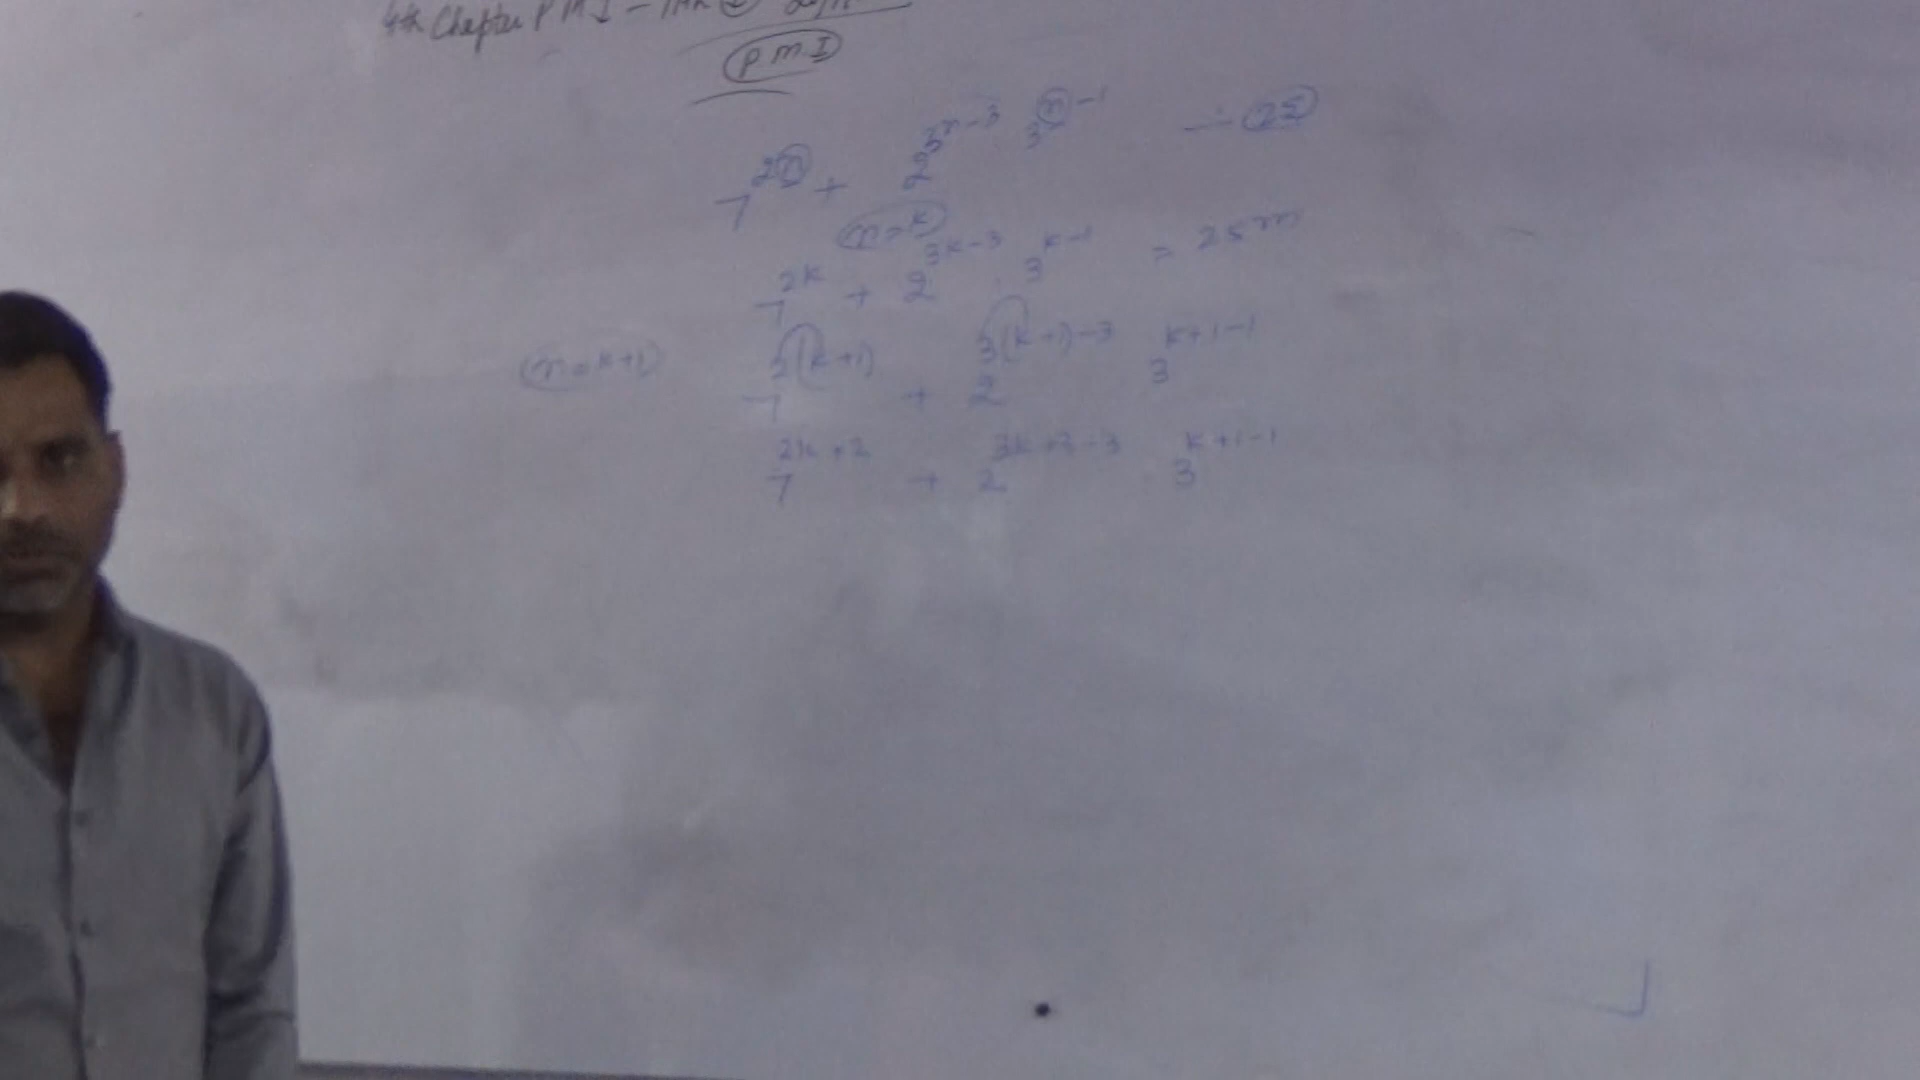 4th Chapter PMI -
PMI
7^2n + 2^3n-3 3^n-1 ÷ 25
n=k
7^2k + 2^3k-3 . 3^k-1 = 25m
n=k+1 7^2(k+1) + 2^3(k+1)-3 3^k+1-1
7^2k+2 + 2^3k+3-3 . 3^k+1-1